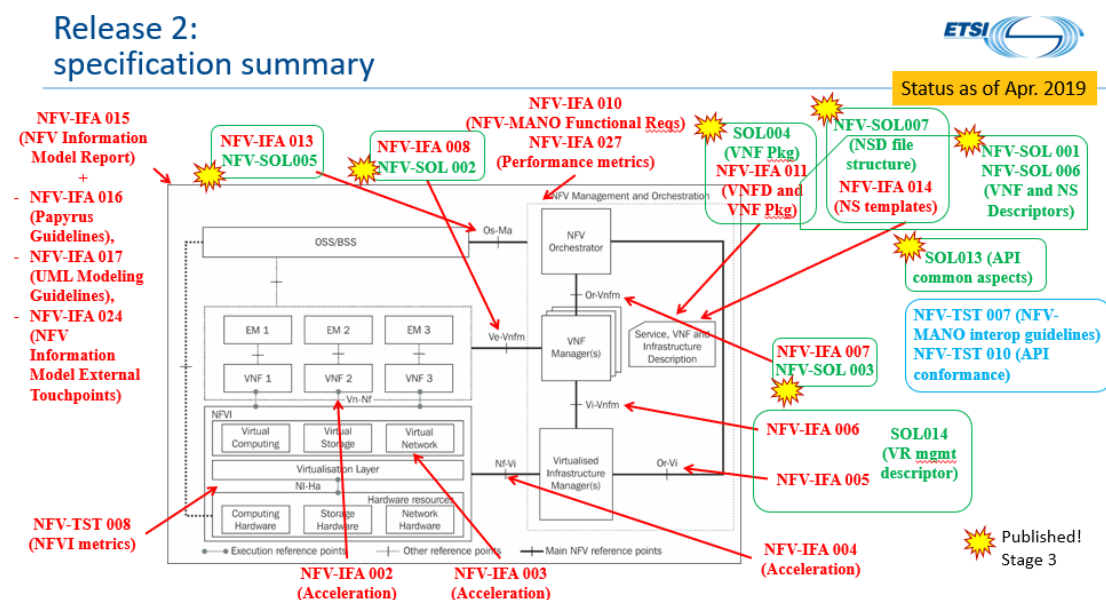 Release 2:
specification summary
ETSI
Status as of Apr. 2019
NFV-IFA 015
(NFV Information
Model Report)
+
- NFV-IFA 016
(Papyrus
Guidelines),
- NFV-IFA 017
(UML Modeling
Guidelines),
- NFV-IFA 024
(NFV
Information
Model External
Touchpoints)
NFV-IFA 013
NFV-SOL005
NFV-IFA 008
NFV-SOL 002
NFV-IFA 010
(NFV-MANO Functional Reqs)
NFV-IFA 027
(Performance metrics)
SOL004
(VNF Pkg)
NFV-IFA 011
(VNFD and
VNF Pkg)
NFV-SOL007
(NSD file
structure)
NFV-IFA 014
(NS templates)
NFV-SOL 001
NFV-SOL 006
(VNF and NS
Descriptors)
SOL013 (API
common aspects)
NFV-TST 007 (NFV-
MANO interop guidelines)
NFV-TST 010 (API
conformance)
NFV Management and Orchestration
OSS/BSS
Os-Ma
NFV
Orchestrator
Or-Vnfm
EM 1
EM 2
EM 3
Ve-Vnfm
VNF
Manager(s)
Service, VNF and
Infrastructure
Description
NFV-IFA 007
NFV-SOL 003
VNF 1
VNF 2
VNF 3
Vn-Nf
Vi-Vnfm
NFV-IFA 006
SOL014
(VR mgmt
descriptor)
NFVI
Virtual
Computing
Virtual
Storage
Virtual
Network
Virtualisation Layer
Nf-Vi
Virtualised
Infrastructure
Manager(s)
Or-Vi
NFV-IFA 005
NI-Ha
Hardware resources
Computing
Hardware
Storage
Hardware
Network
Hardware
NFV-TST 008
(NFVI metrics)
Execution reference points
Other reference points
Main NFV reference points
NFV-IFA 002
(Acceleration)
NFV-IFA 003
(Acceleration)
NFV-IFA 004
(Acceleration)
Published!
Stage 3